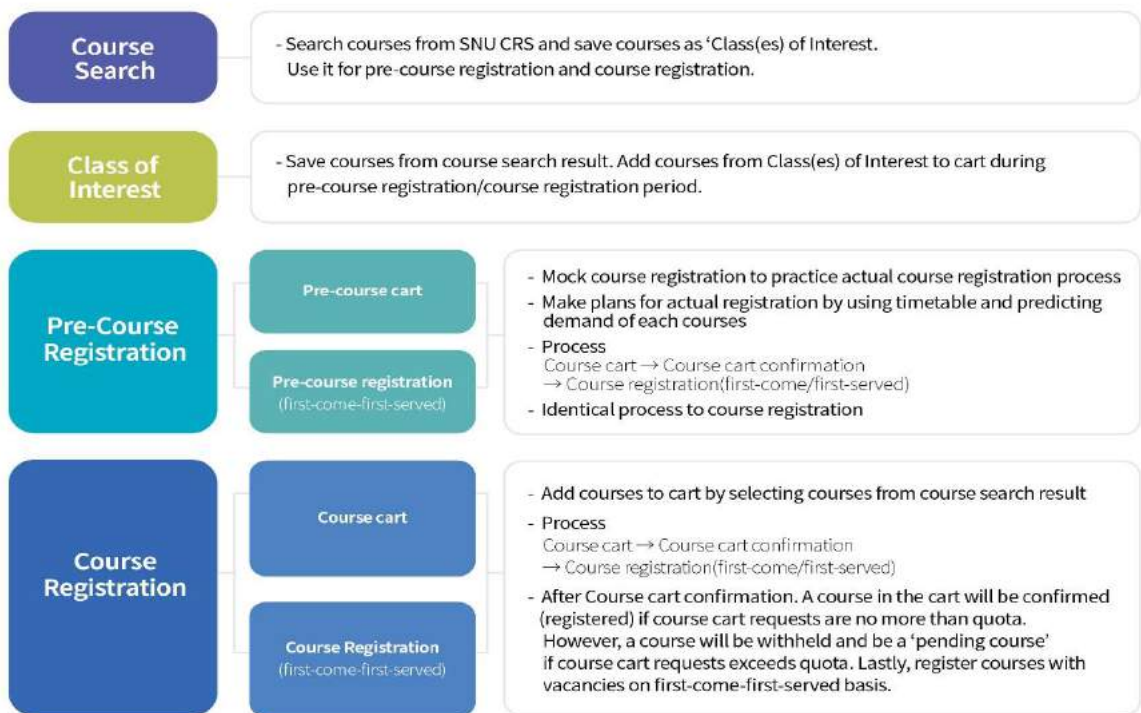 Course
Search
- Search courses from SNU CRS and save courses as ‘Class(es) of Interest.
Use it for pre-course registration and course registration.
Class of
Interest
- Save courses from course search result. Add courses from Class(es) of Interest to cart during
pre-course registration/course registration period.
Pre-Course
Registration
Pre-course cart
Pre-course registration
(first-come-first-served)
- Mock course registration to practice actual course registration process
- Make plans for actual registration by using timetable and predicting
demand of each courses
- Process
Course cart → Course cart confirmation
→ Course registration(first-come/first-served)
- Identical process to course registration
Course
Registration
Course cart
Course Registration
(first-come-first-served)
- Add courses to cart by selecting courses from course search result
- Process
Course cart → Course cart confirmation
→ Course registration(first-come/first-served)
- After Course cart confirmation. A course in the cart will be confirmed
(registered) if course cart requests are no more than quota.
However, a course will be withheld and be a ‘pending course’
if course cart requests exceeds quota. Lastly, register courses with
vacancies on first-come-first-served basis.